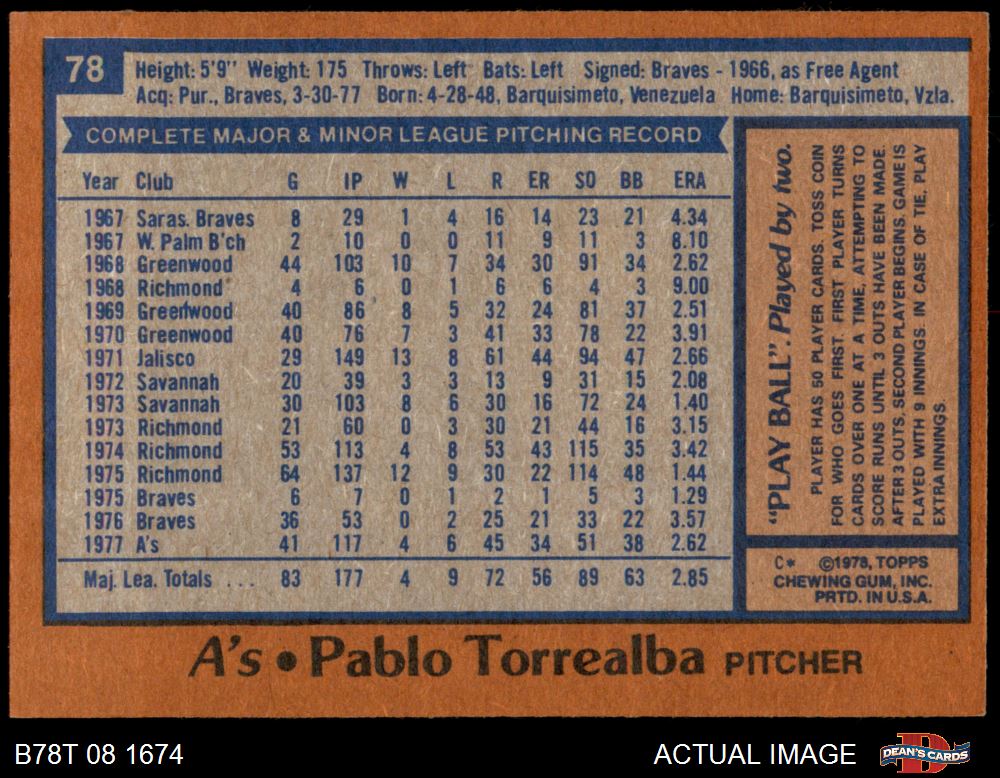 78
Height: 5'9" Weight: 175 Throws: Left Bats: Left Signed: Braves - 1966, as Free Agent
Acq: Pur., Braves, 3-30-77 Born: 4-28-48, Barquisimeto, Venezuela Home: Barquisimeto, Vzla.
COMPLETE MAJOR & MINOR LEAGUE PITCHING RECORD
Year Club G IP W L R ER SO BB ERA
1967 Saras. Braves 8 29 1 4 16 14 23 21 4.34
1967 W. Palm B'ch 2 10 0 0 11 9 11 3 8.10
1968 Greenwood 44 103 10 7 34 30 91 34 2.62
1968 Richmond 4 6 0 1 6 6 4 3 9.00
1969 Greenwood 40 86 8 5 32 24 81 37 2.51
1970 Greenwood 40 76 7 3 41 33 78 22 3.91
1971 Jalisco 29 149 13 8 61 44 94 47 2.66
1972 Savannah 20 39 3 3 13 9 31 15 2.08
1973 Savannah 30 103 8 6 30 16 72 24 1.40
1973 Richmond 21 60 0 3 30 21 44 16 3.15
1974 Richmond 53 113 4 8 53 43 115 35 3.42
1975 Richmond 64 137 12 9 30 22 114 48 1.44
1975 Braves 6 7 0 1 2 1 5 3 1.29
1976 Braves 36 53 0 2 25 21 33 22 3.57
1977 A's 41 117 4 6 45 34 51 38 2.62
Maj. Lea. Totals . . . 83 177 4 9 72 56 89 63 2.85
"PLAY BALL". Played by two.
PLAYER HAS 50 PLAYER CARDS. TOSS COIN
FOR WHO GOES FIRST. FIRST PLAYER TURNS
CARDS OVER ONE AT A TIME, ATTEMPTING TO
SCORE RUNS UNTIL 3 OUTS HAVE BEEN MADE.
AFTER 3 OUTS, SECOND PLAYER BEGINS. GAME IS
PLAYED WITH 9 INNINGS. IN CASE OF TIE, PLAY
EXTRA INNINGS.
C* ©1978, TOPPS
CHEWING GUM, INC.
PRTD. IN U.S.A.
A's • Pablo Torrealba PITCHER
B78T 08 1674
ACTUAL IMAGE
DEAN'S CARDS